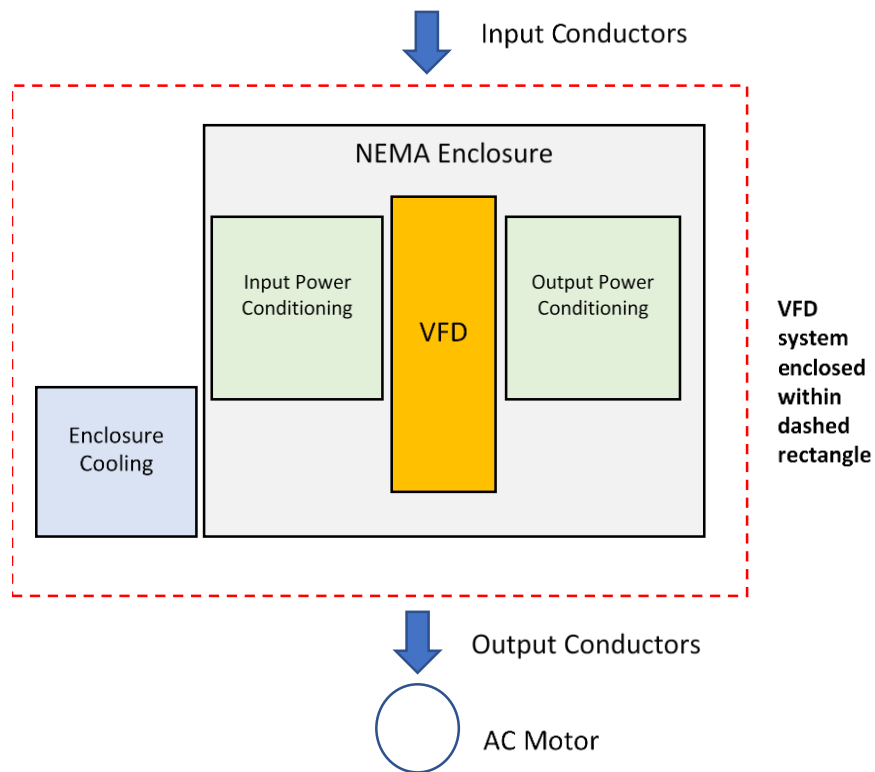 Input Conductors
NEMA Enclosure
Input Power
Conditioning
VFD
Output Power
Conditioning
VFD
system
enclosed
within
dashed
rectangle
Enclosure
Cooling
Output Conductors
AC Motor